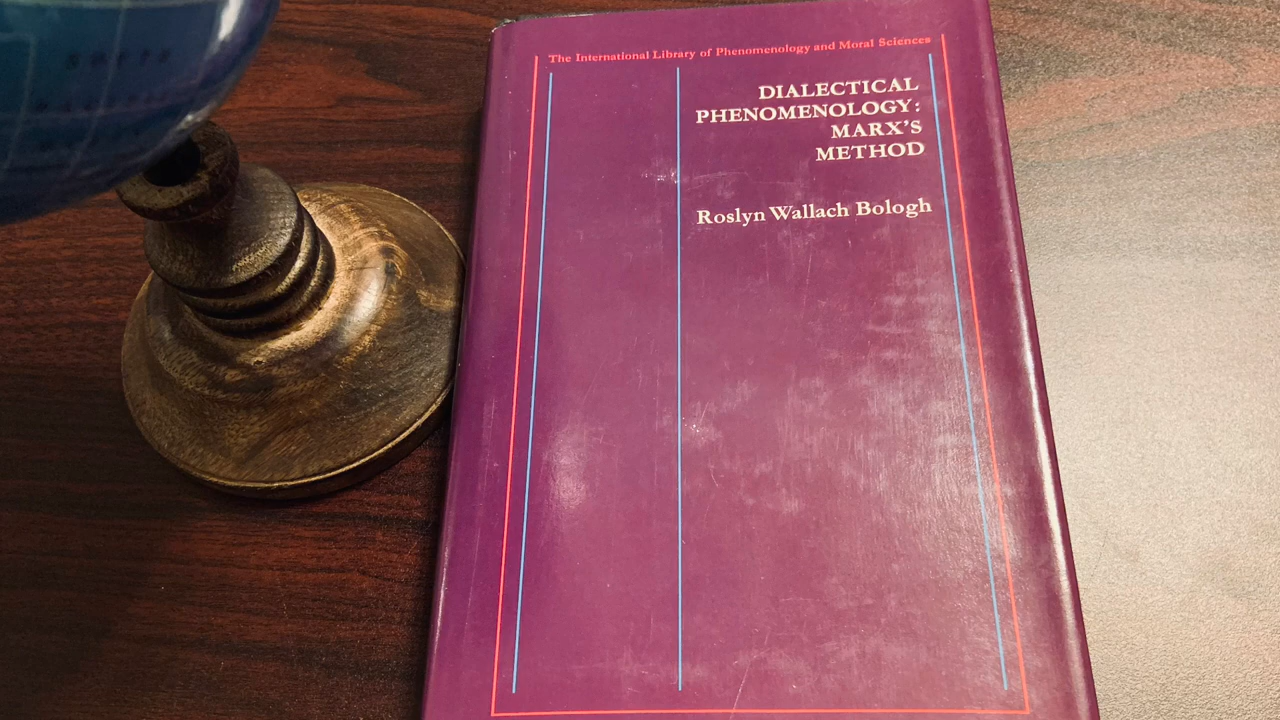 The International Library of Phenomenology and Moral Sciences
DIALECTICAL
PHENOMENOLOGY:
MARX'S
METHOD
Roslyn Wallach Bologh